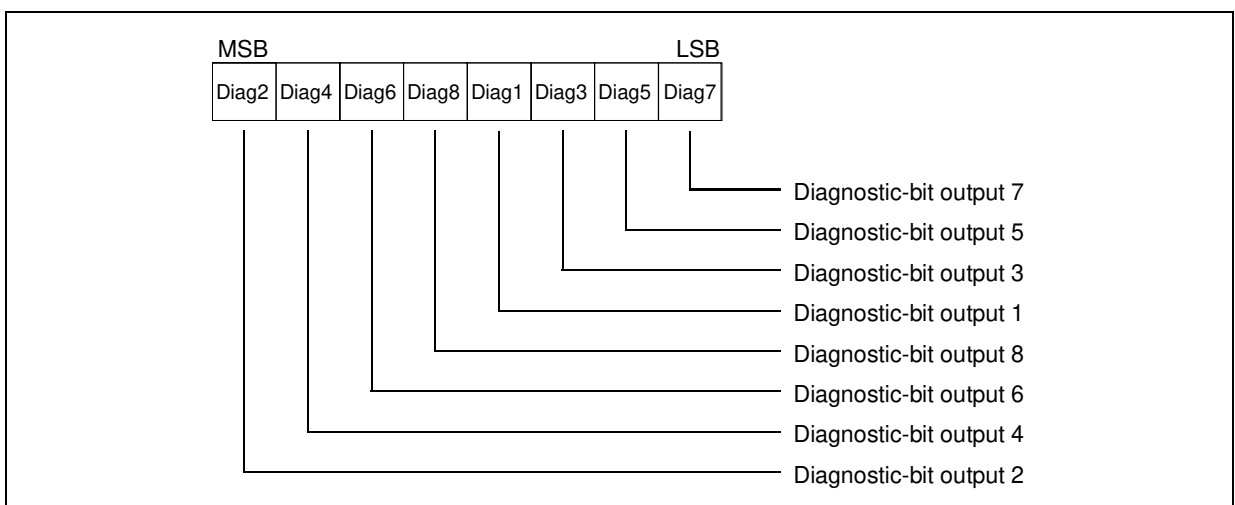 MSB LSB
Diag2 Diag4 Diag6 Diag8 Diag1 Diag3 Diag5 Diag7
Diagnostic-bit output 7
Diagnostic-bit output 5
Diagnostic-bit output 3
Diagnostic-bit output 1
Diagnostic-bit output 8
Diagnostic-bit output 6
Diagnostic-bit output 4
Diagnostic-bit output 2